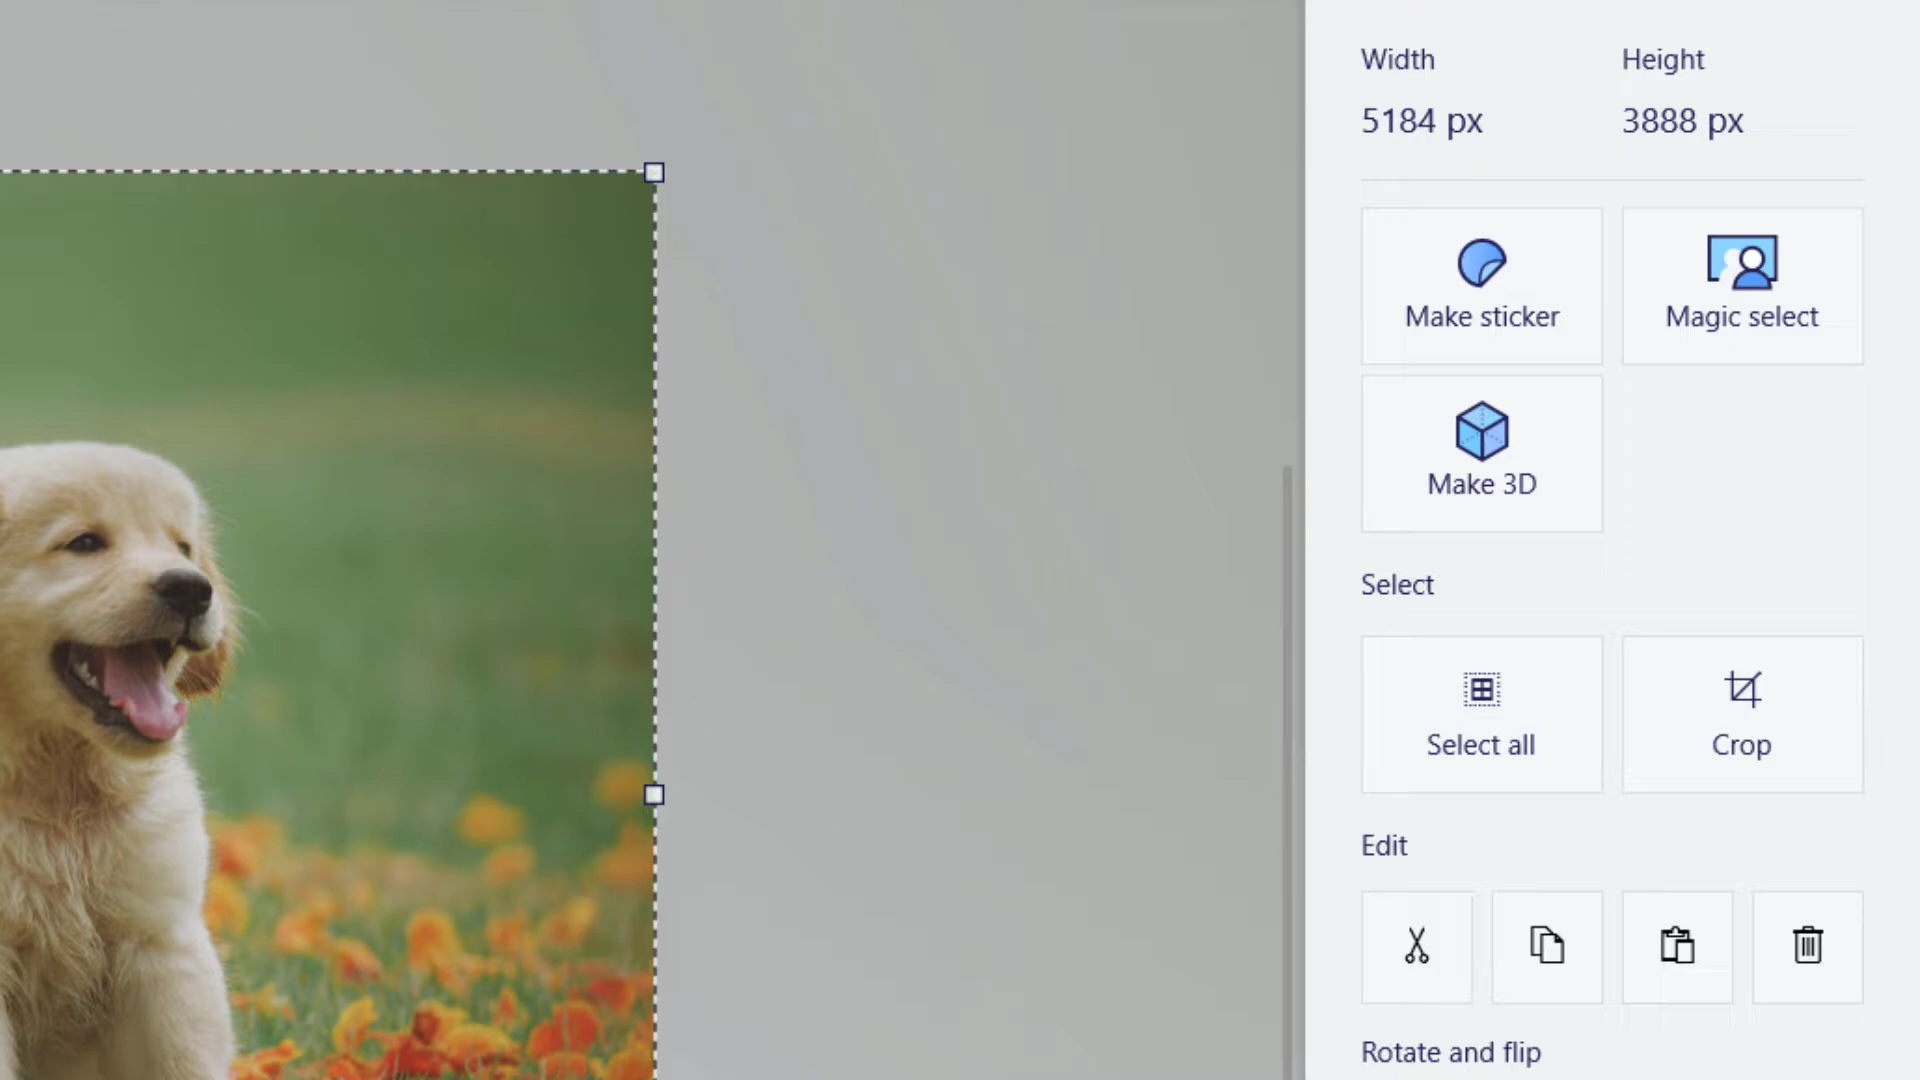 Width Height
5184 px 3888 px
Make sticker Magic select
Make 3D
Select
Select all Crop
Edit
Rotate and flip